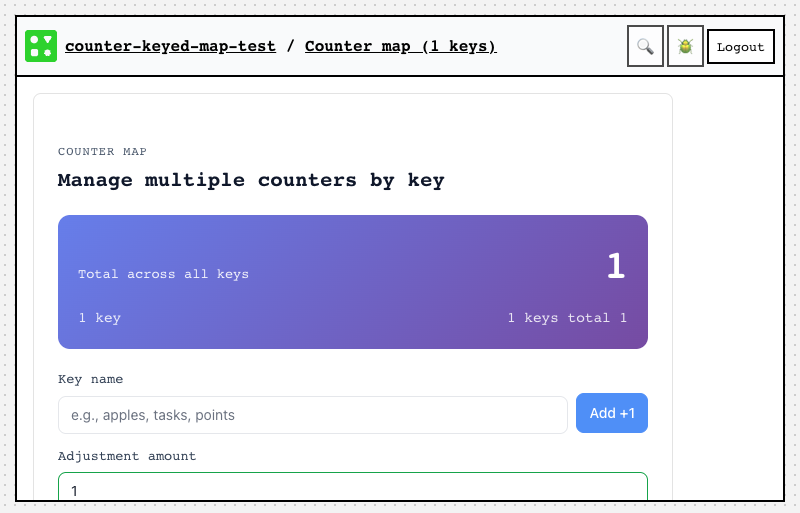 counter-keyed-map-test / Counter map (1 keys)
Logout
COUNTER MAP
Manage multiple counters by key
Total across all keys
1
1 key
1 keys total 1
Key name
e.g., apples, tasks, points
Add +1
Adjustment amount
1